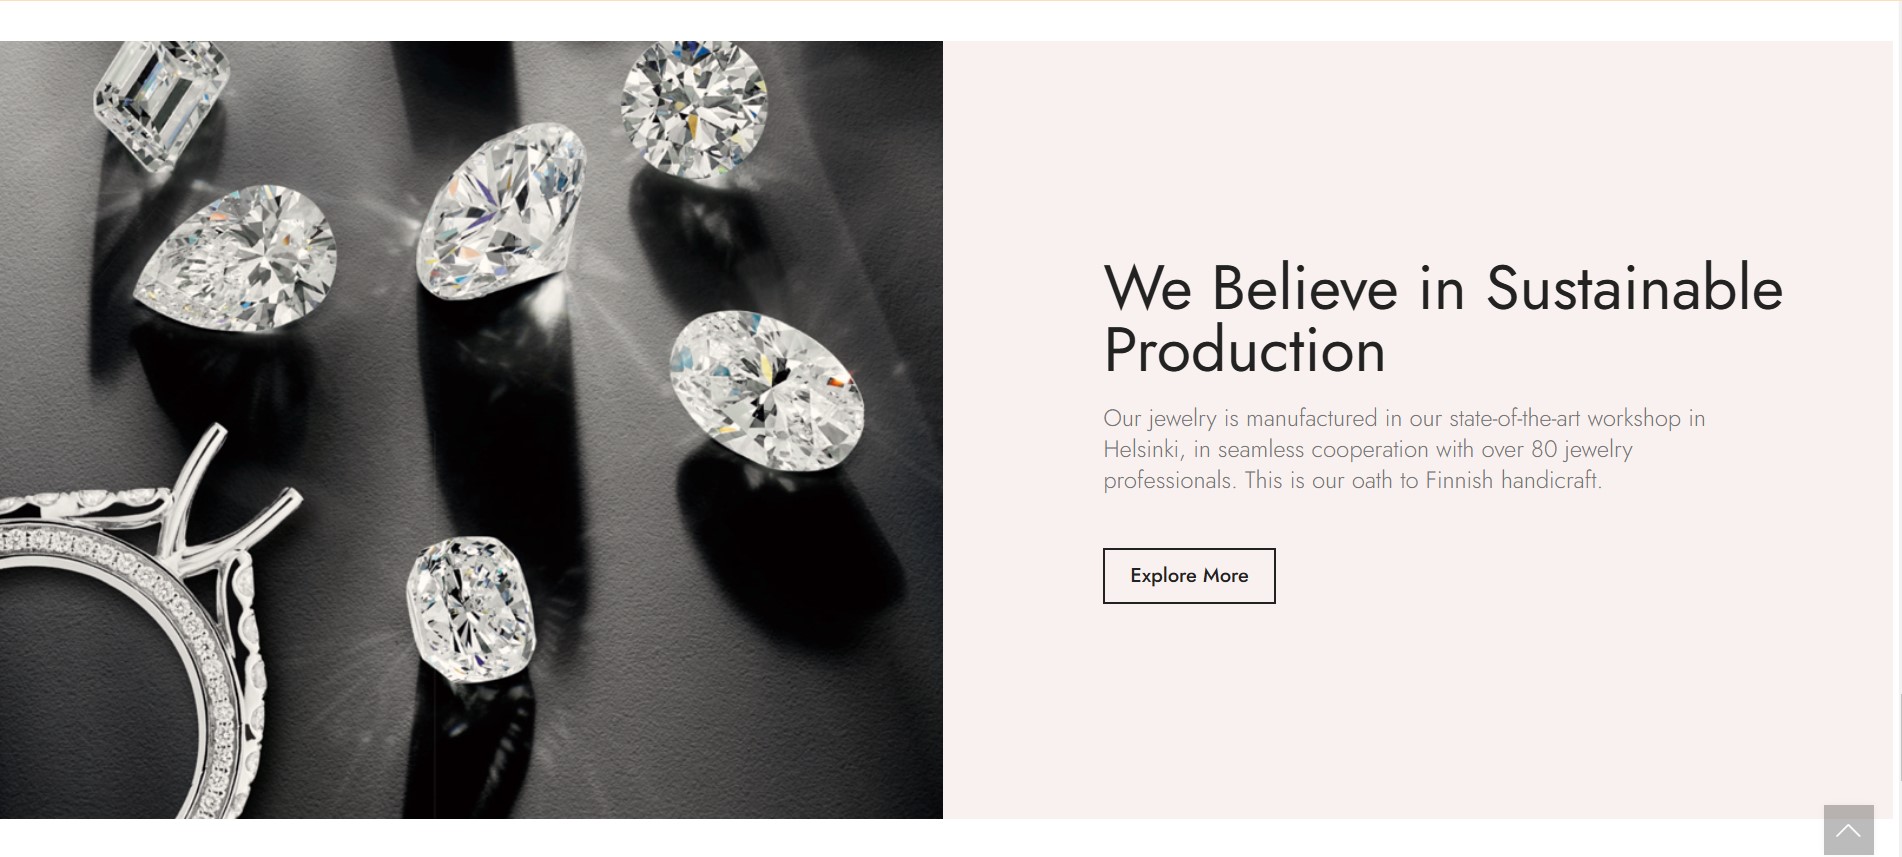 We Believe in Sustainable
Production
Our jewelry is manufactured in our state-of-the-art workshop in
Helsinki, in seamless cooperation with over 80 jewelry
professionals. This is our oath to Finnish handicraft.
Explore More